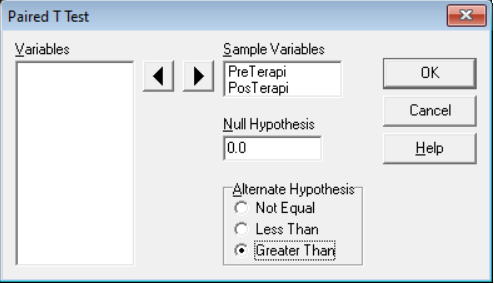 Paired T Test
Variables
Sample Variables
PreTerapi
PosTerapi
Null Hypothesis
0.0
Alternate Hypothesis
Not Equal
Less Than
Greater Than
OK
Cancel
Help